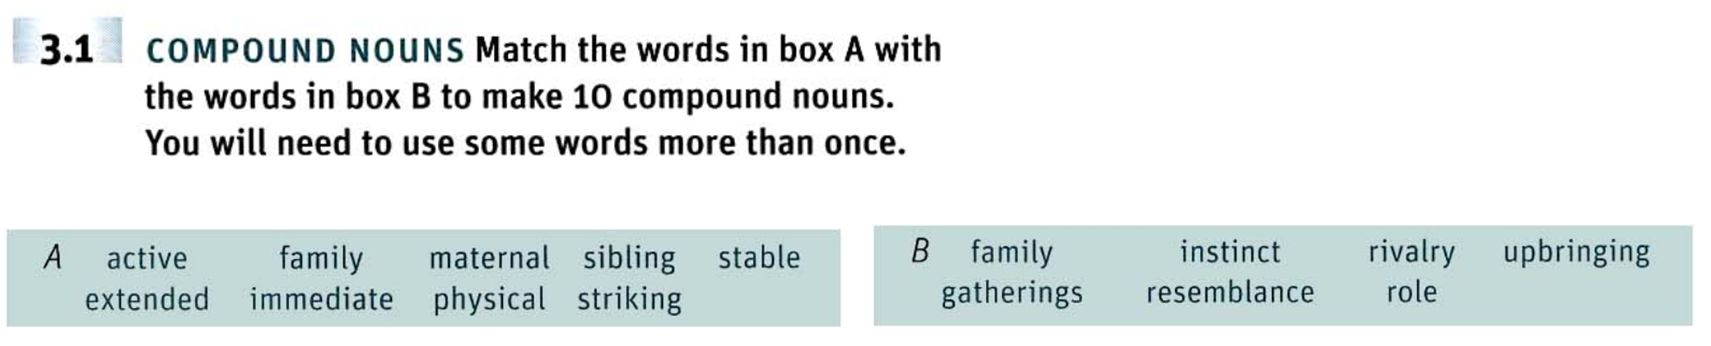 3.1 COMPOUND NOUNS Match the words in box A with
the words in box B to make 10 compound nouns.
You will need to use some words more than once.
A active family maternal sibling stable
extended immediate physical striking
B family instinct rivalry upbringing
gatherings resemblance role